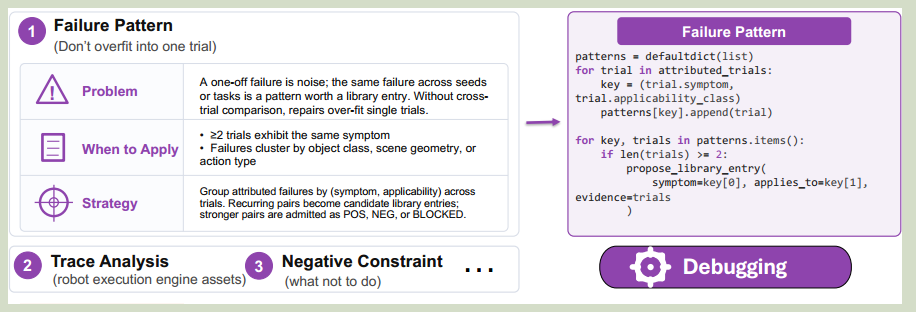 1 Failure Pattern
(Don't overfit into one trial)
Problem
A one-off failure is noise; the same failure across seeds
or tasks is a pattern worth a library entry. Without cross-
trial comparison, repairs over-fit single trials.
When to Apply
• ≥2 trials exhibit the same symptom
• Failures cluster by object class, scene geometry, or
action type
Strategy
Group attributed failures by (symptom, applicability) across
trials. Recurring pairs become candidate library entries;
stronger pairs are admitted as POS, NEG, or BLOCKED.
2 Trace Analysis
(robot execution engine assets)
3 Negative Constraint
(what not to do)
...
Failure Pattern
patterns = defaultdict(list)
for trial in attributed_trials:
    key = (trial.symptom,
trial.applicability_class)
    patterns[key].append(trial)

for key, trials in patterns.items():
    if len(trials) >= 2:
        propose_library_entry(
            symptom=key[0], applies_to=key[1],
evidence=trials
        )
Debugging